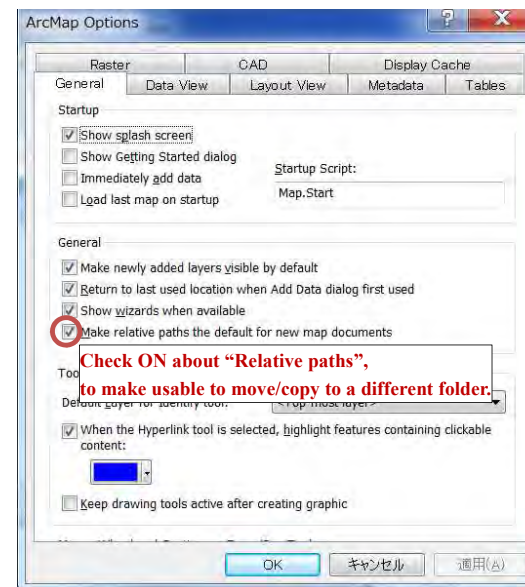 ArcMap Options
Raster CAD Display Cache
General Data View Layout View Metadata Tables
Startup
Show splash screen
Show Getting Started dialog
Immediately add data
Load last map on startup
Startup Script:
Map.Start
General
Make newly added layers visible by default
Return to last used location when Add Data dialog first used
Show wizards when available
Make relative paths the default for new map documents
Check ON about “Relative paths”,
to make usable to move/copy to a different folder.
Too
When the Hyperlink tool is selected, highlight features containing clickable
content:
Keep drawing tools active after creating graphic
OK キャンセル 適用(A)